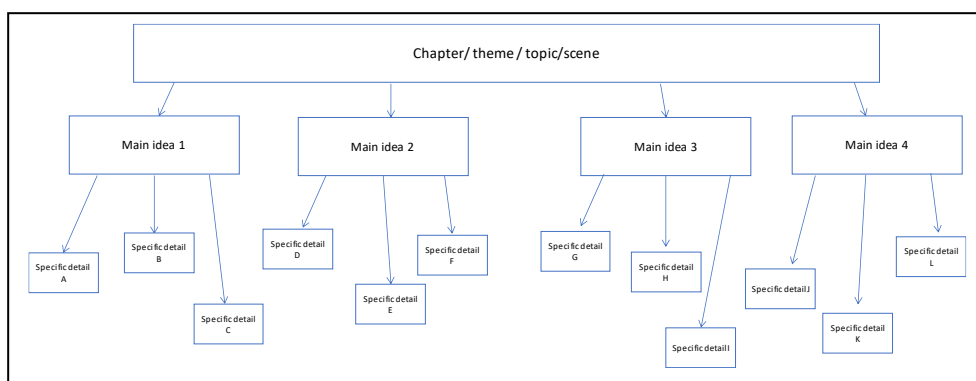 Chapter/ theme / topic/scene
Main idea 1
Main idea 2
Main idea 3
Main idea 4
Specific detail
A
Specific detail
B
Specific detail
C
Specific detail
D
Specific detail
E
Specific detail
F
Specific detail
G
Specific detail
H
Specific detail I
Specific detail J
Specific detail
K
Specific detail
L